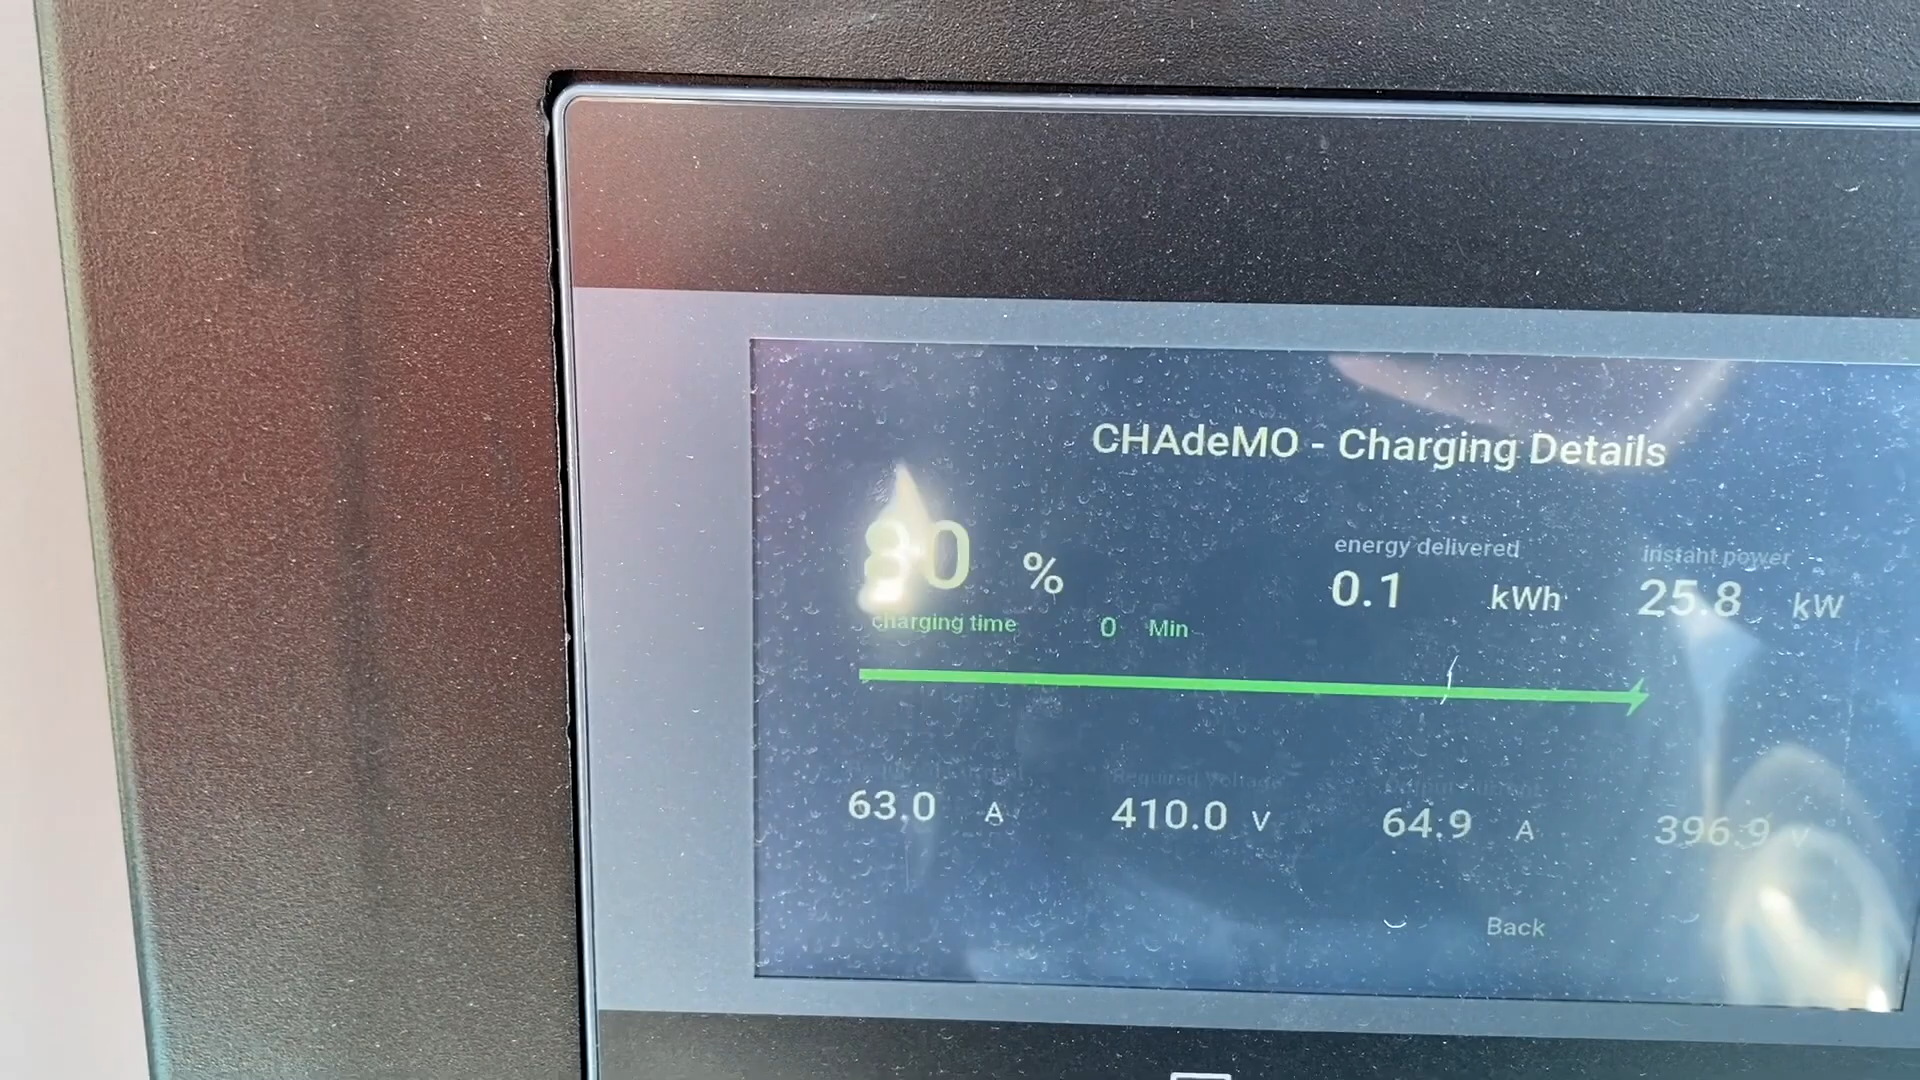 CHAdeMO - Charging Details
80 %
energy delivered
0.1 kWh
instant power
25.8 kW
charging time 0 Min
Required Voltage
63.0 A
410.0 V
64.9 A
396.9 V
Back